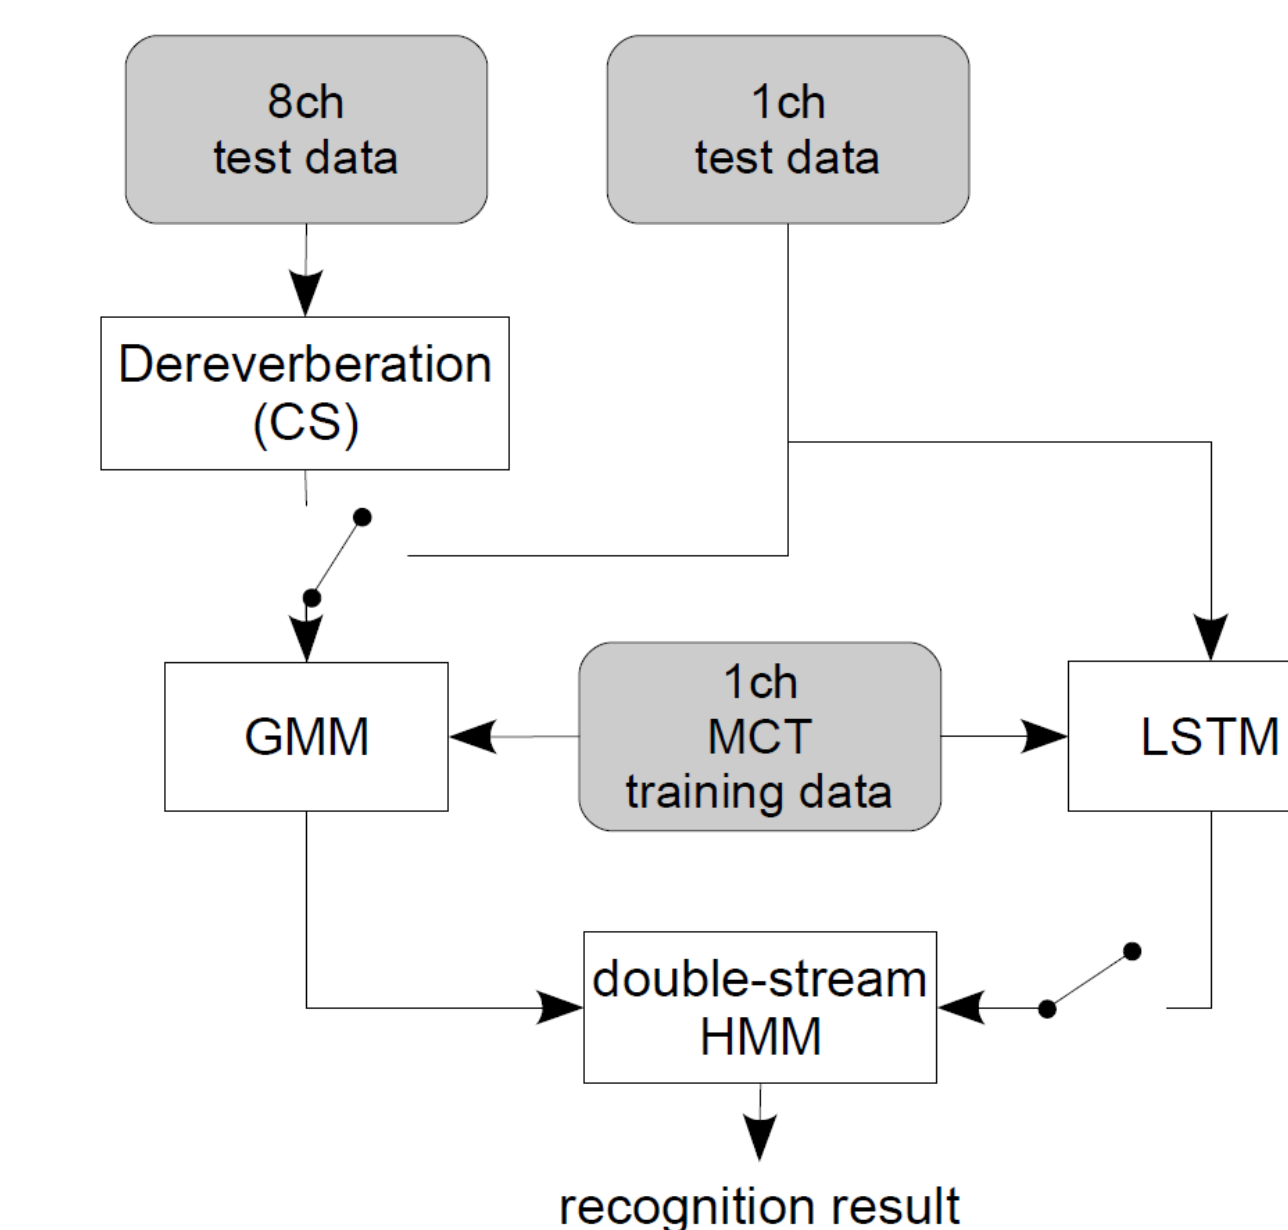 8ch
test data
1ch
test data
Dereverberation
(CS)
GMM
1ch
MCT
training data
LSTM
double-stream
HMM
recognition result